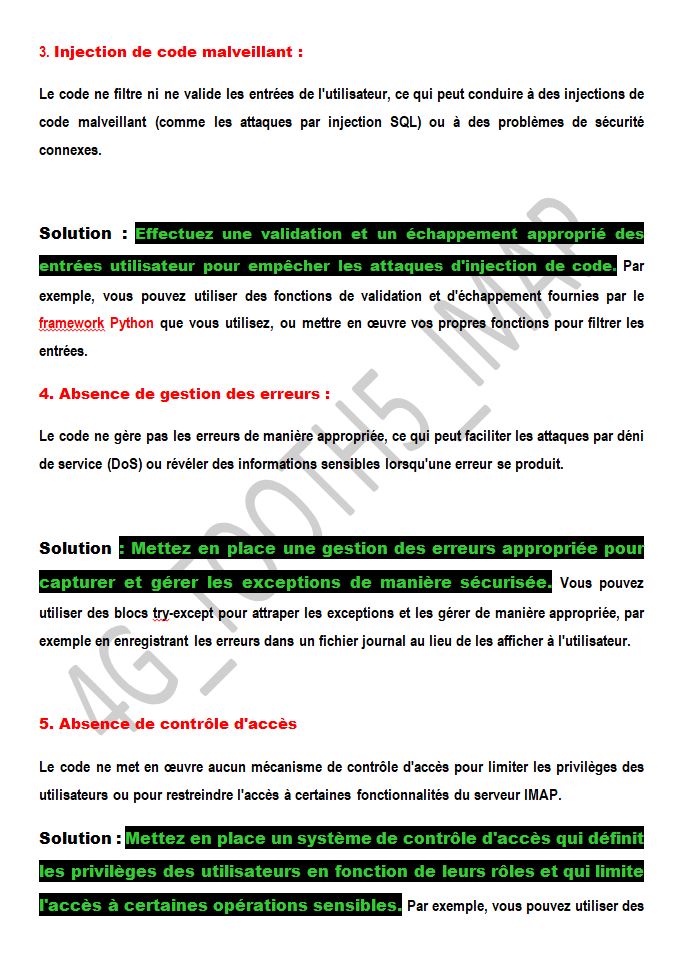 3. Injection de code malveillant :
Le code ne filtre ni ne valide les entrées de l'utilisateur, ce qui peut conduire à des injections de
code malveillant (comme les attaques par injection SQL) ou à des problèmes de sécurité
connexes.
Solution : Effectuez une validation et un échappement approprié des
entrées utilisateur pour empêcher les attaques d'injection de code. Par
exemple, vous pouvez utiliser des fonctions de validation et d'échappement fournies par le
framework Python que vous utilisez, ou mettre en œuvre vos propres fonctions pour filtrer les
entrées.
4. Absence de gestion des erreurs :
Le code ne gère pas les erreurs de manière appropriée, ce qui peut faciliter les attaques par déni
de service (DoS) ou révéler des informations sensibles lorsqu'une erreur se produit.
Solution : Mettez en place une gestion des erreurs appropriée pour
capturer et gérer les exceptions de manière sécurisée. Vous pouvez
utiliser des blocs try-except pour attraper les exceptions et les gérer de manière appropriée, par
exemple en enregistrant les erreurs dans un fichier journal au lieu de les afficher à l'utilisateur.
5. Absence de contrôle d'accès
Le code ne met en œuvre aucun mécanisme de contrôle d'accès pour limiter les privilèges des
utilisateurs ou pour restreindre l'accès à certaines fonctionnalités du serveur IMAP.
Solution : Mettez en place un système de contrôle d'accès qui définit
les privilèges des utilisateurs en fonction de leurs rôles et qui limite
l'accès à certaines opérations sensibles. Par exemple, vous pouvez utiliser des
4G_TOOTH5_IMAP